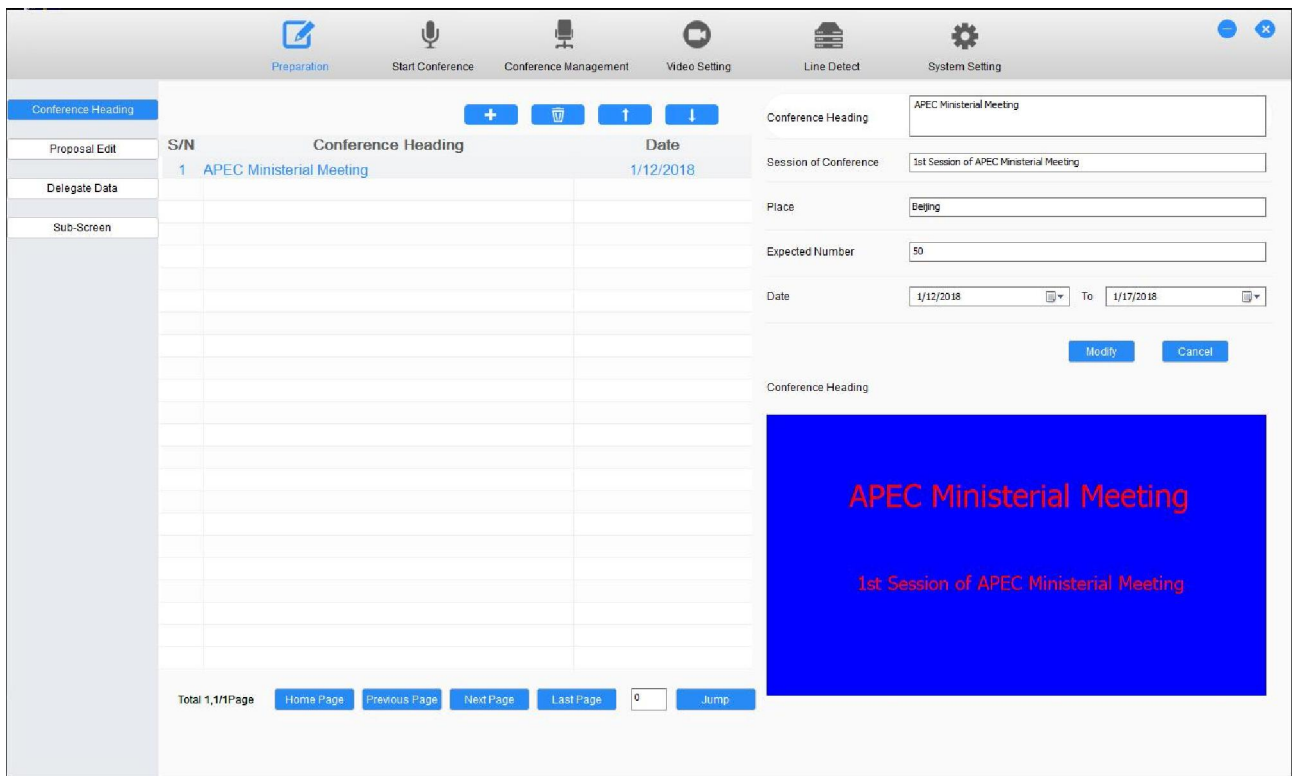 Preparation Start Conference Conference Management Video Setting Line Detect System Setting
Conference Heading
Proposal Edit
Delegate Data
Sub-Screen
S/N Conference Heading Date
1 APEC Ministerial Meeting 1/12/2018
Total 1,1/1Page Home Page Previous Page Next Page Last Page 0 Jump
Conference Heading APEC Ministerial Meeting
Session of Conference 1st Session of APEC Ministerial Meeting
Place Beijing
Expected Number 50
Date 1/12/2018 To 1/17/2018
Modify Cancel
Conference Heading
APEC Ministerial Meeting
1st Session of APEC Ministerial Meeting